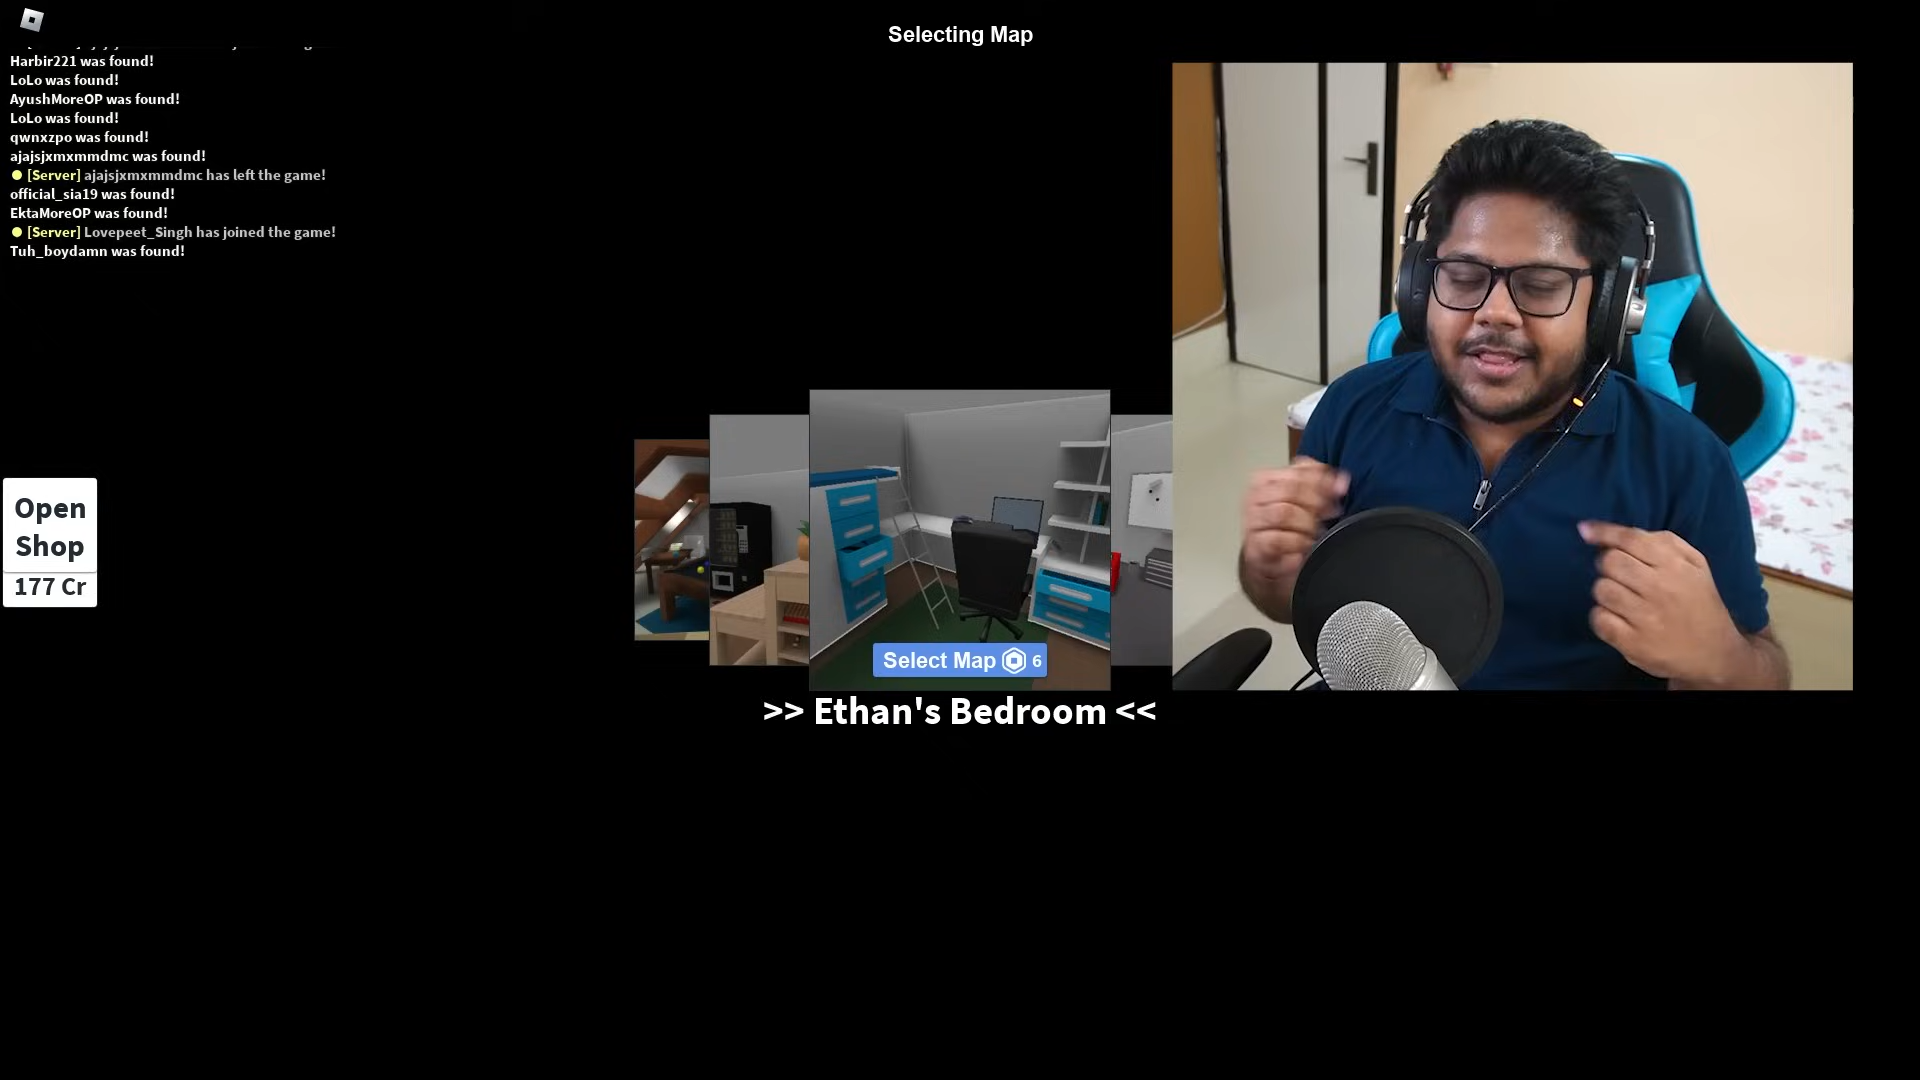 Selecting Map
Harbir221 was found!
LoLo was found!
AyushMoreOP was found!
LoLo was found!
qwnxzpo was found!
ajajsjxmxmmdmc was found!
[Server] ajajsjxmxmmdmc has left the game!
official_sia19 was found!
EktaMoreOP was found!
[Server] Lovepeet_Singh has joined the game!
Tuh_boydamn was found!
Open
Shop
177 Cr
Select Map 6
>> Ethan's Bedroom <<